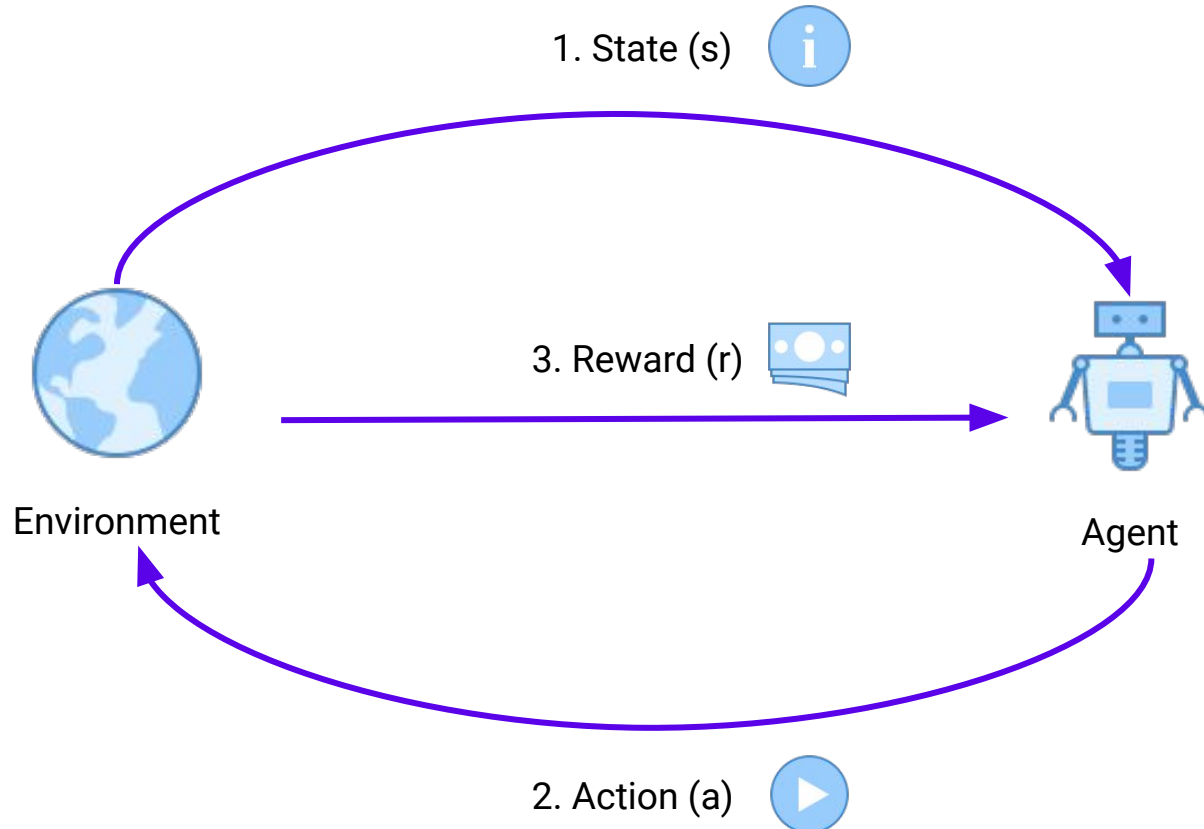 1. State (s)
3. Reward (r)
Environment
Agent
2. Action (a)